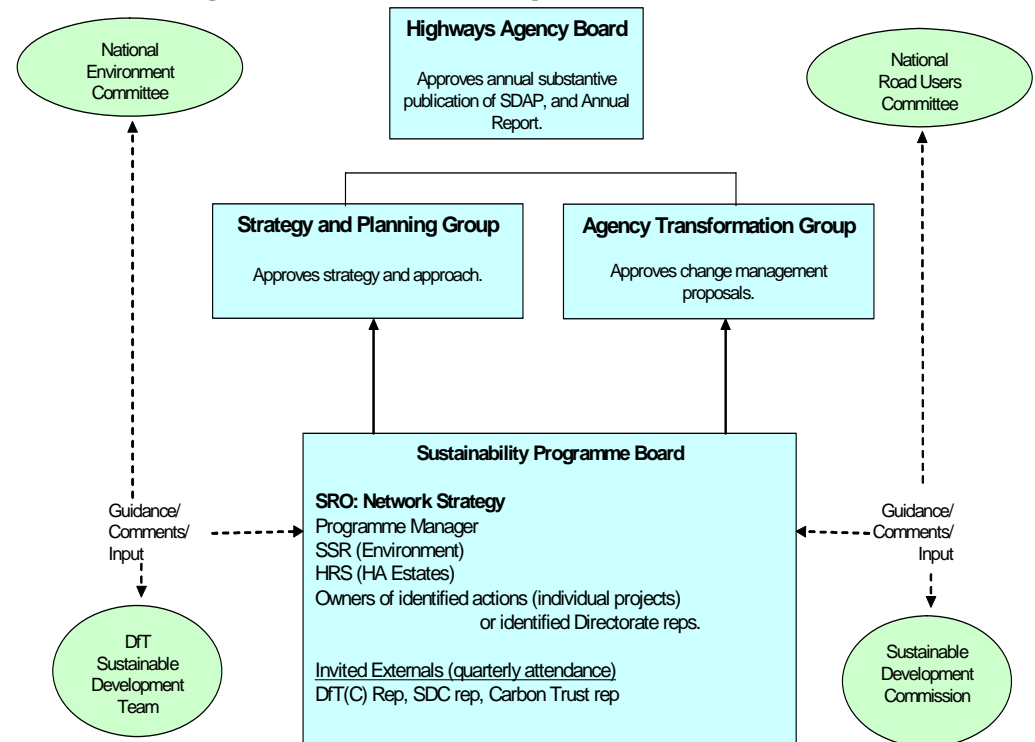 Highways Agency Board
Approves annual substantive
publication of SDAP, and Annual
Report.
National
Environment
Committee
National
Road Users
Committee
Strategy and Planning Group
Approves strategy and approach.
Agency Transformation Group
Approves change management
proposals.
Sustainability Programme Board
SRO: Network Strategy
Programme Manager
SSR (Environment)
HRS (HA Estates)
Owners of identified actions (individual projects)
or identified Directorate reps.
Invited Externals (quarterly attendance)
DfT(C) Rep, SDC rep, Carbon Trust rep
Guidance/
Comments/
Input
Guidance/
Comments/
Input
DfT
Sustainable
Development
Team
Sustainable
Development
Commission